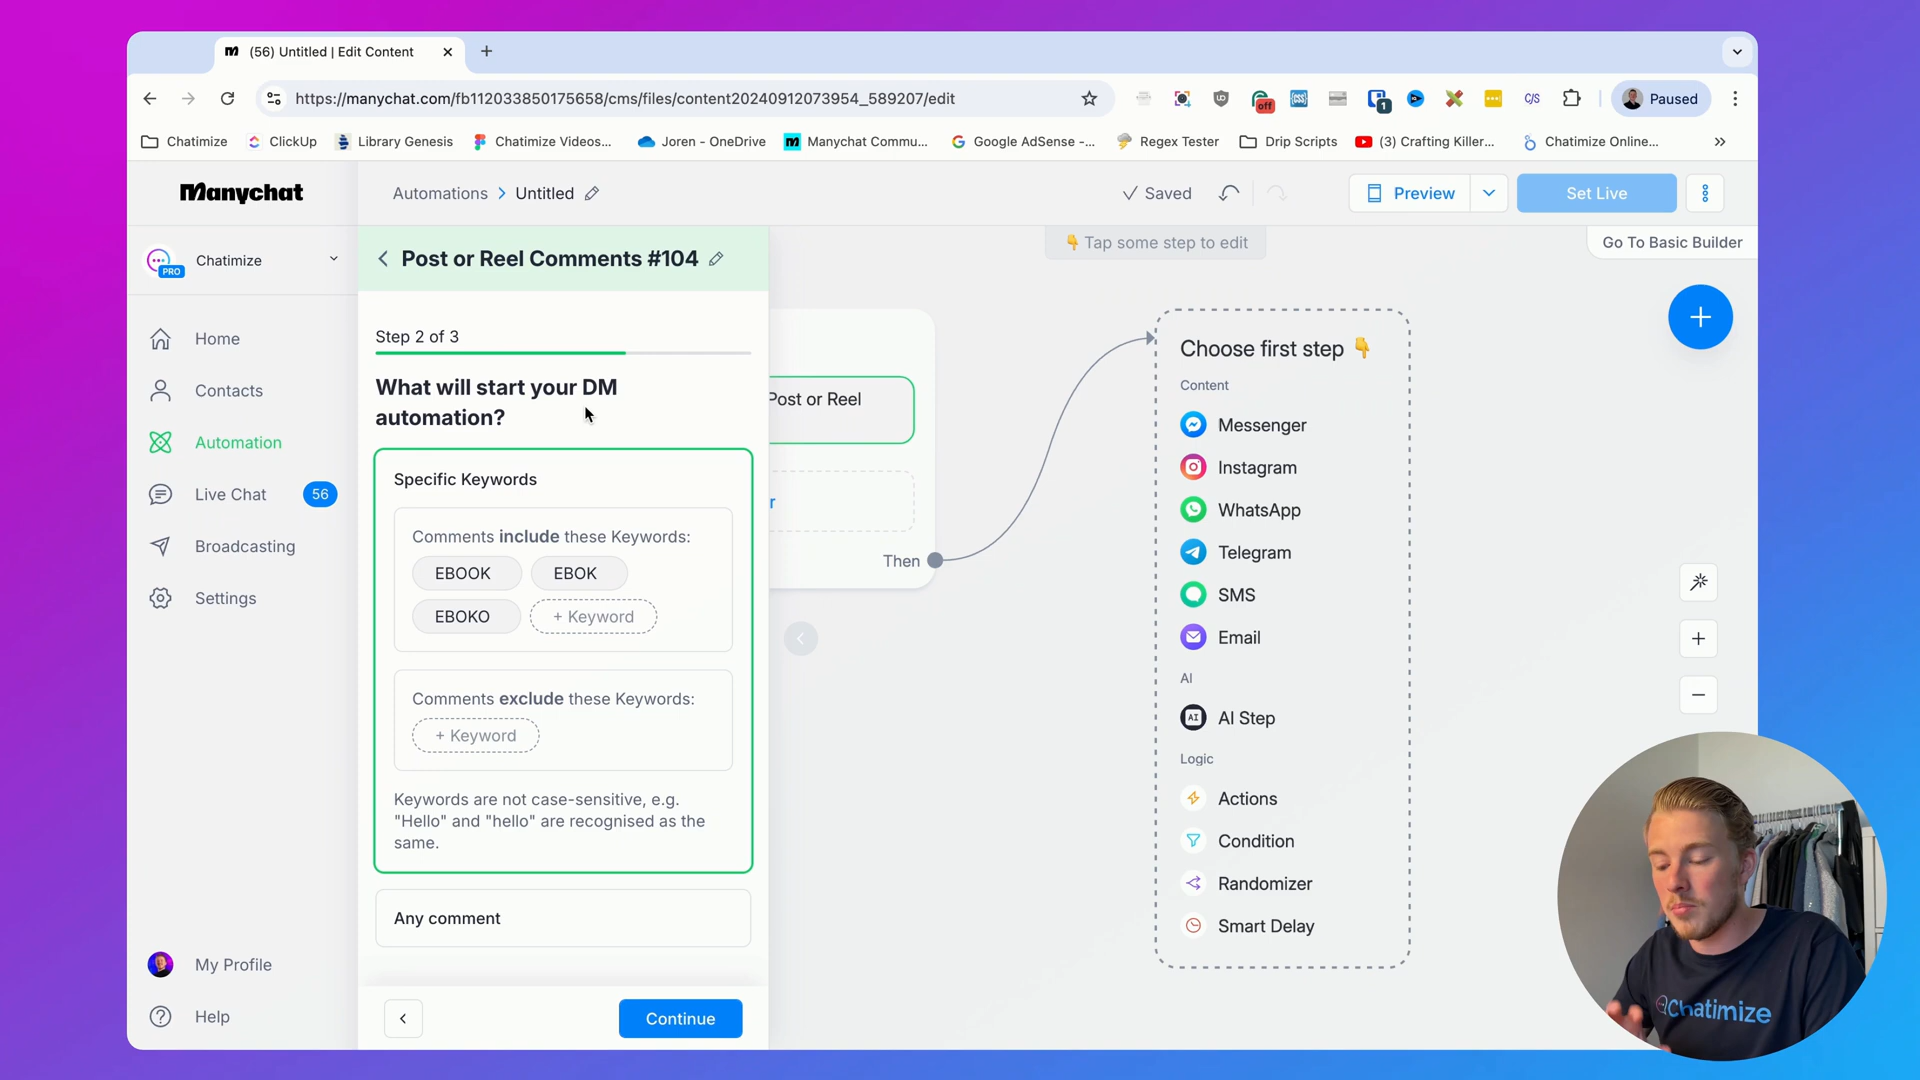 (56) Untitled | Edit Content
https://manychat.com/fb112033850175658/cms/files/content20240912073954_589207/edit
off
1
C/S
Paused
Chatimize
ClickUp
Library Genesis
Chatimize Videos...
Joren - OneDrive
Manychat Commu...
Google AdSense -...
Regex Tester
Drip Scripts
(3) Crafting Killer...
Chatimize Online...
Manychat
Automations > Untitled
Saved
Preview
Set Live
👇 Tap some step to edit
Go To Basic Builder
Chatimize
PRO
Home
Contacts
Automation
Live Chat
56
Broadcasting
Settings
My Profile
Help
Post or Reel Comments #104
Step 2 of 3
What will start your DM
automation?
Specific Keywords
Comments include these Keywords:
EBOOK
EBOK
EBOKO
+ Keyword
Comments exclude these Keywords:
+ Keyword
Keywords are not case-sensitive, e.g.
"Hello" and "hello" are recognised as the
same.
Any comment
Continue
Post or Reel
r
Then
Choose first step 👇
Content
Messenger
Instagram
WhatsApp
Telegram
SMS
Email
AI
AI
AI Step
Logic
Actions
Condition
Randomizer
Smart Delay
Chatimize